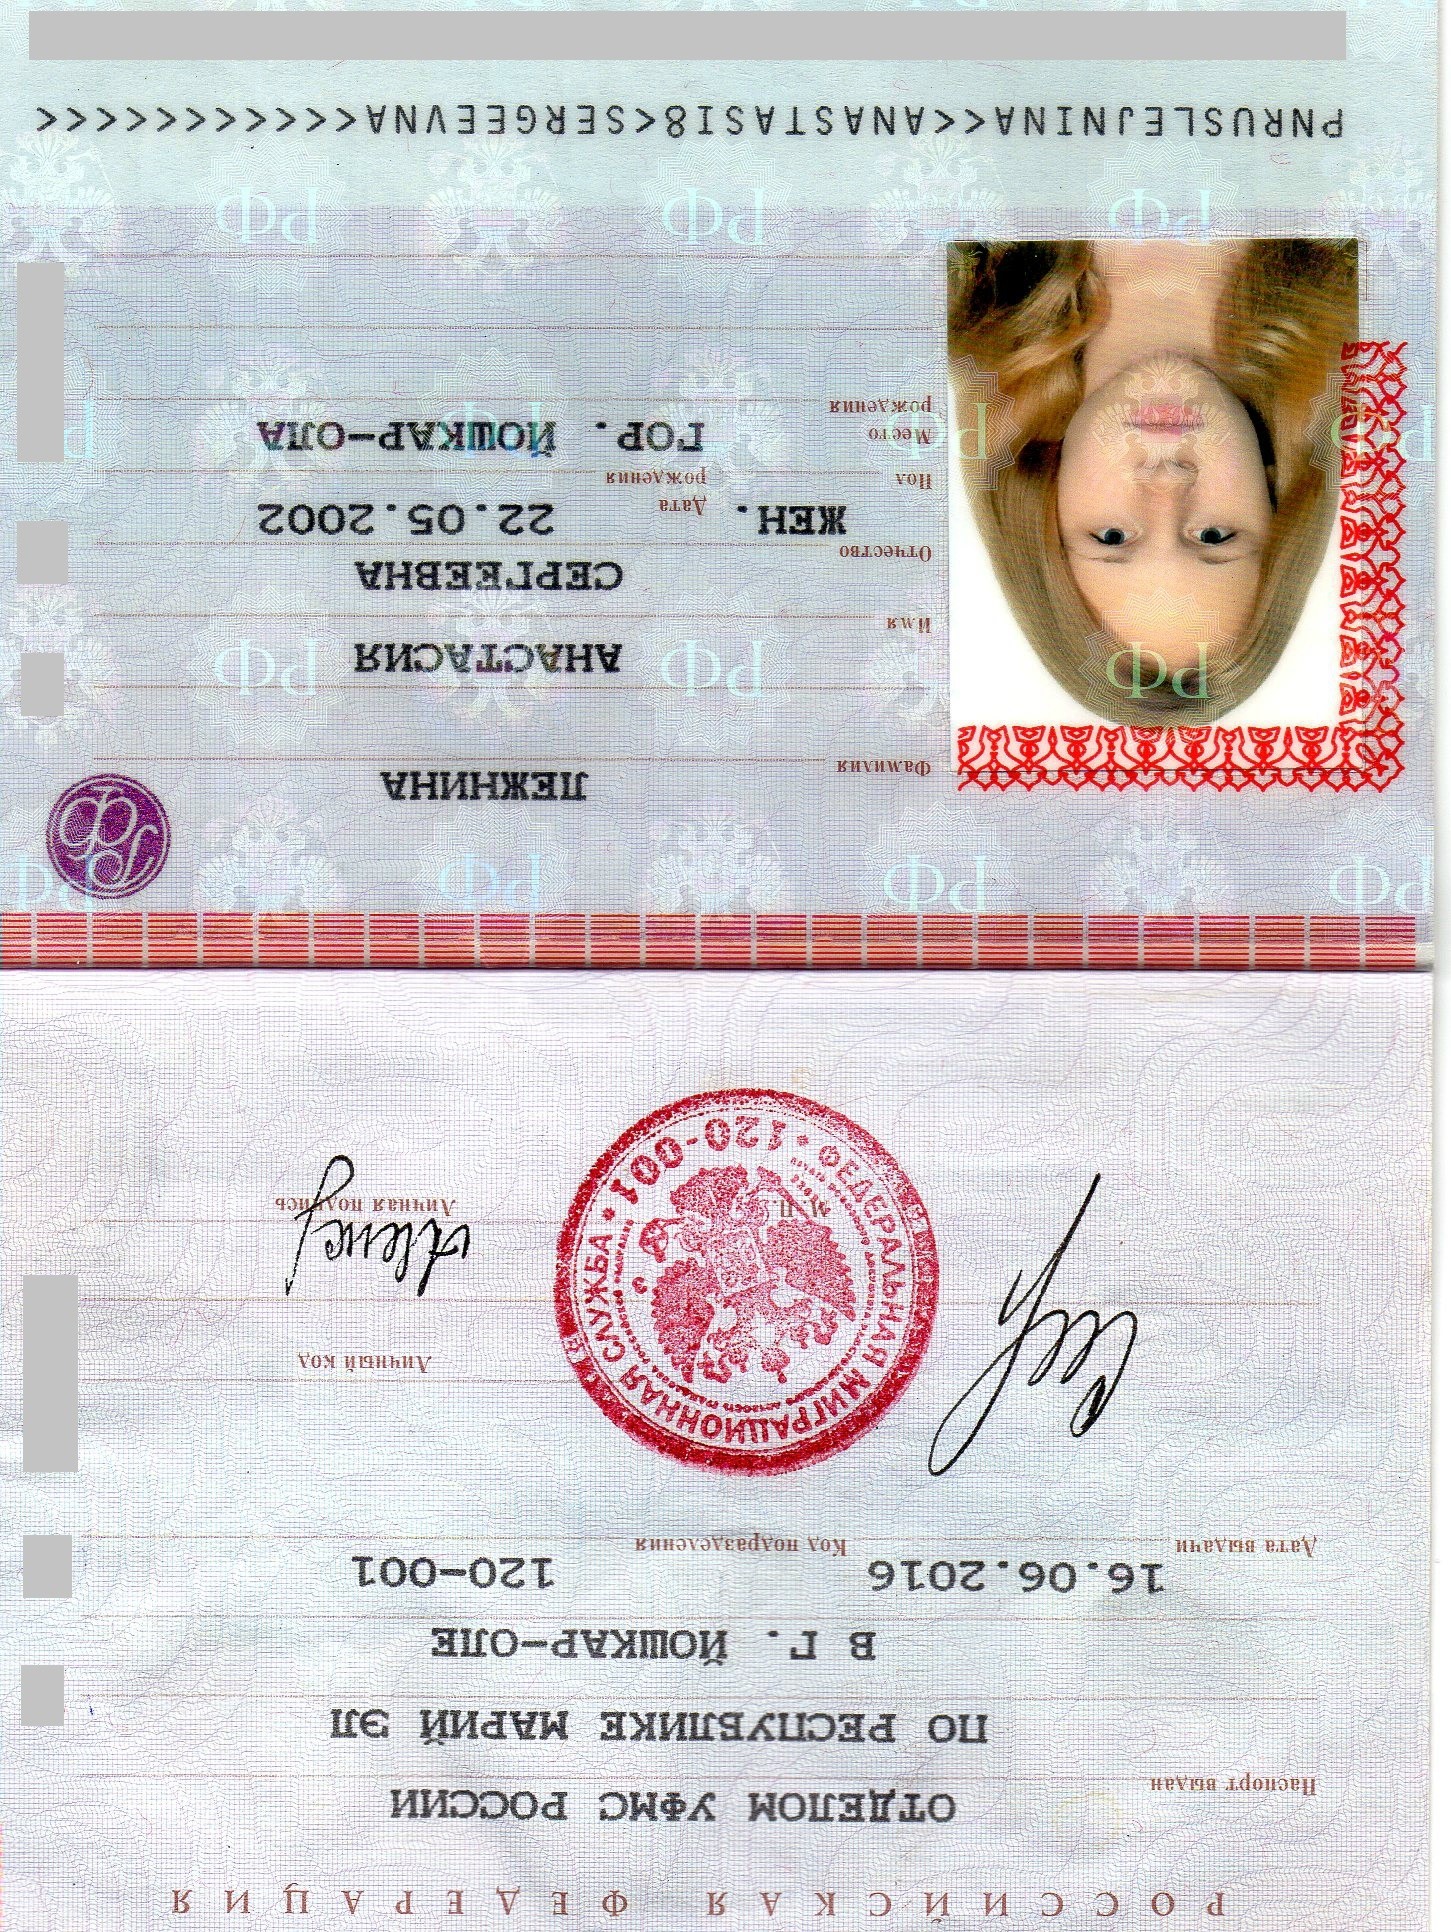 РОССИЙСКАЯ ФЕДЕРАЦИЯ
Паспорт выдан ОТДЕЛОМ УФМС РОССИИ
ПО РЕСПУБЛИКЕ МАРИЙ ЭЛ
В Г. ЙОШКАР-ОЛЕ
Дата выдачи 16.06.2016 Код подразделения 120-001
ФЕДЕРАЛЬНАЯ МИГРАЦИОННАЯ СЛУЖБА
120-001
М.П.
Личный код
Личная подпись
РФ
Фамилия ЛЕЖНИНА
Имя АНАСТАСИЯ
Отчество СЕРГЕЕВНА
Пол ЖЕН. Дата рождения 22.05.2002
Место рождения ГОР. ЙОШКАР-ОЛА
PNRUSLEJNINA<<ANASTASI8<SERGEEVNA<<<<<<<<<<<